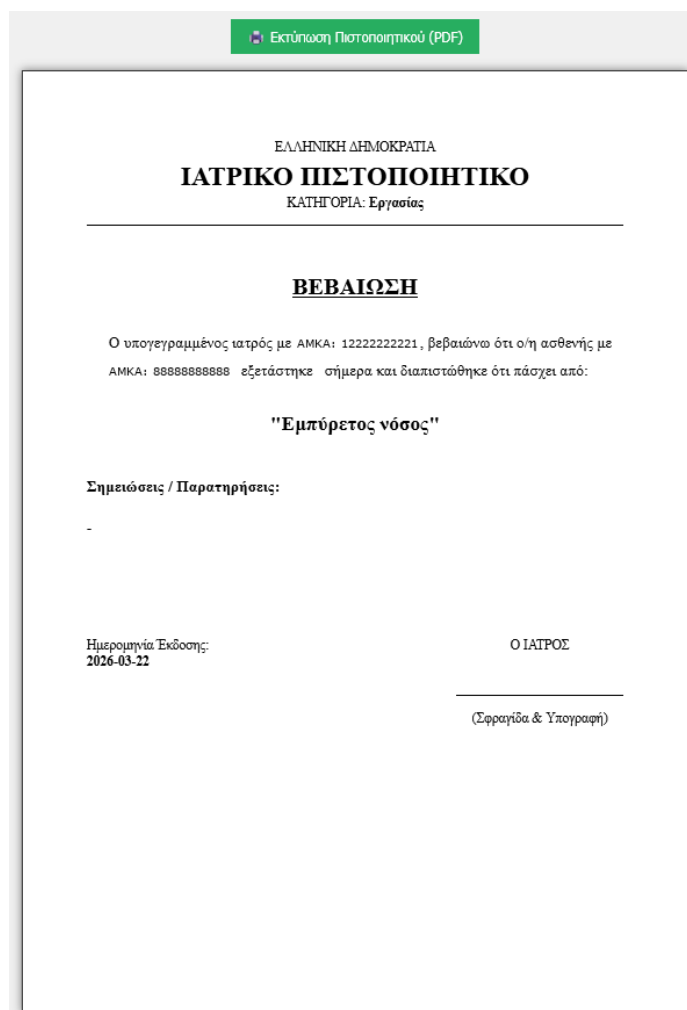 Εκτύπωση Πιστοποιητικού (PDF)
ΕΛΛΗΝΙΚΗ ΔΗΜΟΚΡΑΤΙΑ
ΙΑΤΡΙΚΟ ΠΙΣΤΟΠΟΙΗΤΙΚΟ
ΚΑΤΗΓΟΡΙΑ: Εργασίας
ΒΕΒΑΙΩΣΗ
Ο υπογεγραμμένος ιατρός με ΑΜΚΑ: 12222222221, βεβαιώνω ότι ο/η ασθενής με
ΑΜΚΑ: 88888888888 εξετάστηκε σήμερα και διαπιστώθηκε ότι πάσχει από:
"Εμπύρετος νόσος"
Σημειώσεις / Παρατηρήσεις:
-
Ημερομηνία Έκδοσης:
2026-03-22
Ο ΙΑΤΡΟΣ
(Σφραγίδα & Υπογραφή)